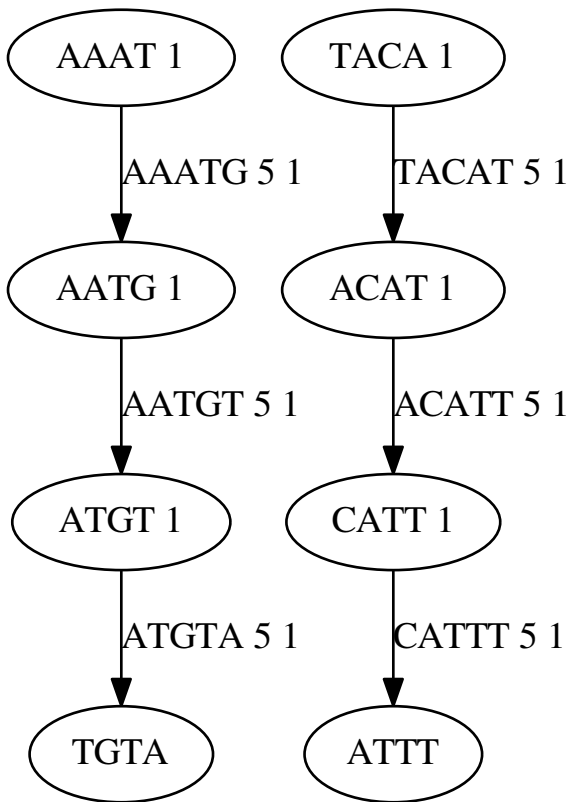 AAAT 1
TACA 1
AAATG 5 1
TACAT 5 1
AATG 1
ACAT 1
AATGT 5 1
ACATT 5 1
ATGT 1
CATT 1
ATGTA 5 1
CATTT 5 1
TGTA
ATTT